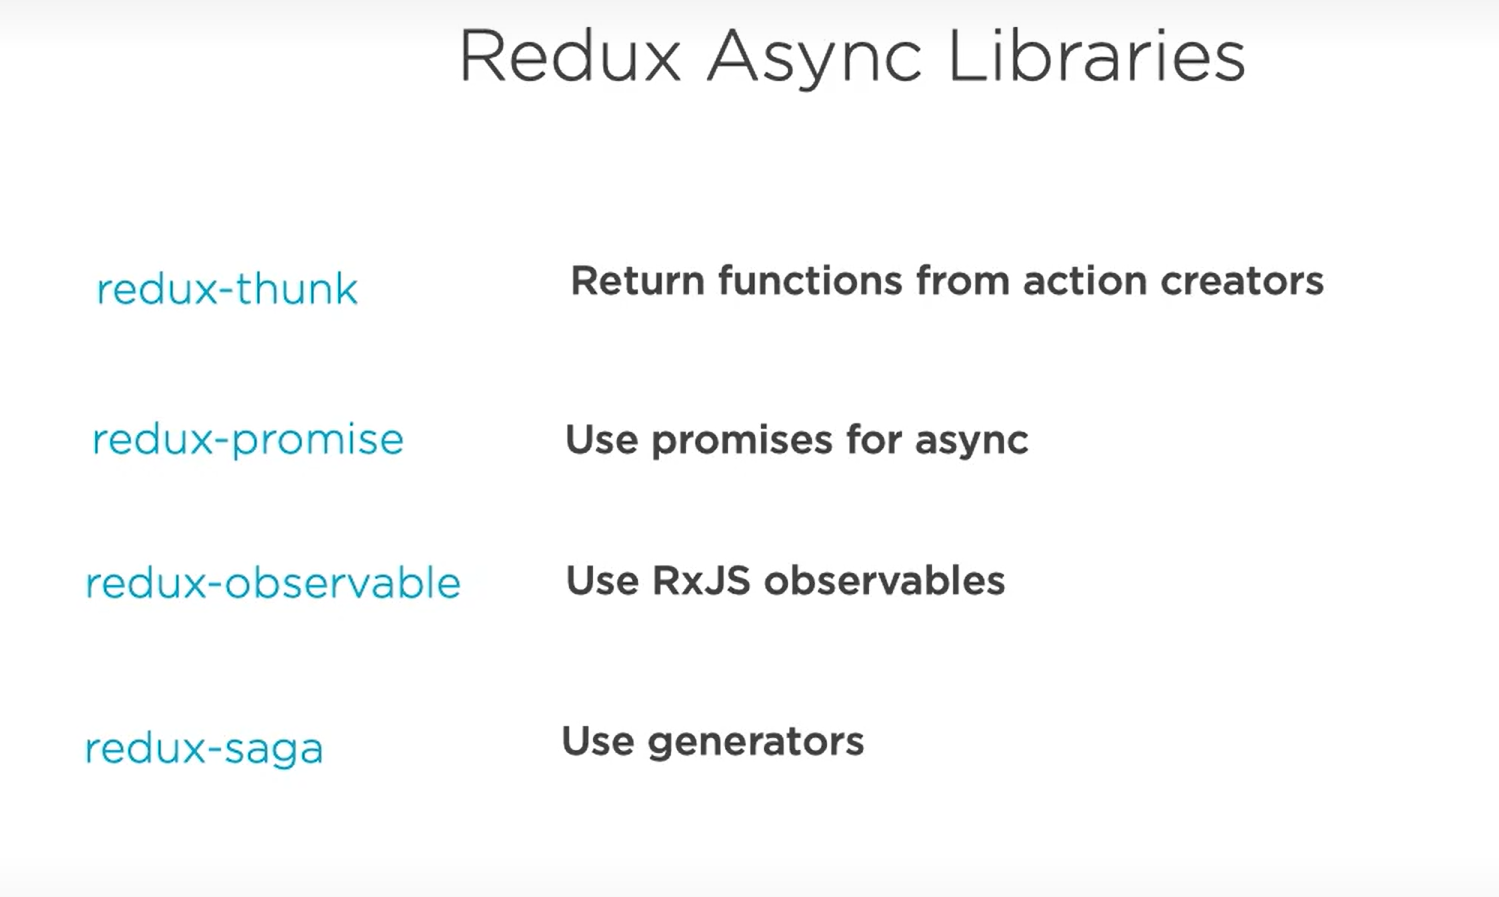 Redux Async Libraries
redux-thunk Return functions from action creators
redux-promise Use promises for async
redux-observable Use RxJS observables
redux-saga Use generators